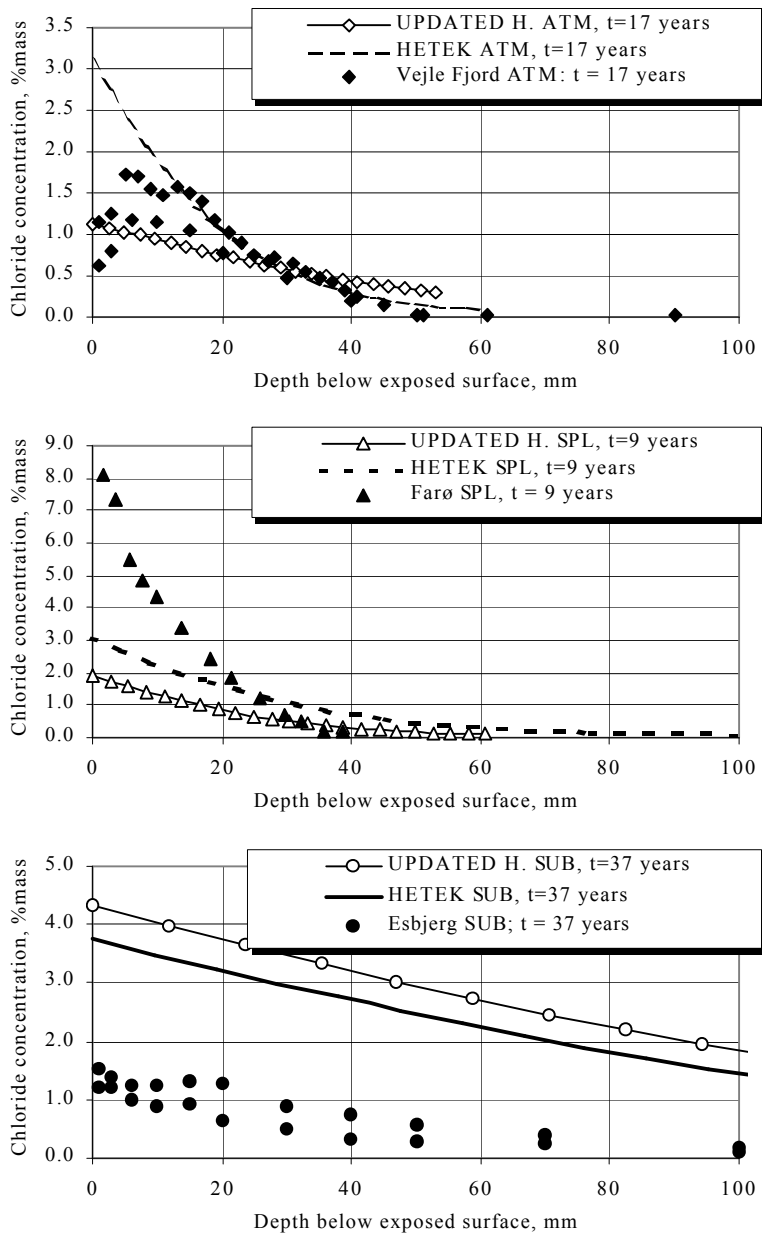 UPDATED H. ATM, t=17 years
HETEK ATM, t=17 years
Vejle Fjord ATM: t = 17 years
Chloride concentration, %mass
3.5
3.0
2.5
2.0
1.5
1.0
0.5
0.0
0 20 40 60 80 100
Depth below exposed surface, mm
UPDATED H. SPL, t=9 years
HETEK SPL, t=9 years
Farø SPL, t = 9 years
Chloride concentration, %mass
9.0
8.0
7.0
6.0
5.0
4.0
3.0
2.0
1.0
0.0
0 20 40 60 80 100
Depth below exposed surface, mm
UPDATED H. SUB, t=37 years
HETEK SUB, t=37 years
Esbjerg SUB; t = 37 years
Chloride concentration, %mass
5.0
4.0
3.0
2.0
1.0
0.0
0 20 40 60 80 100
Depth below exposed surface, mm